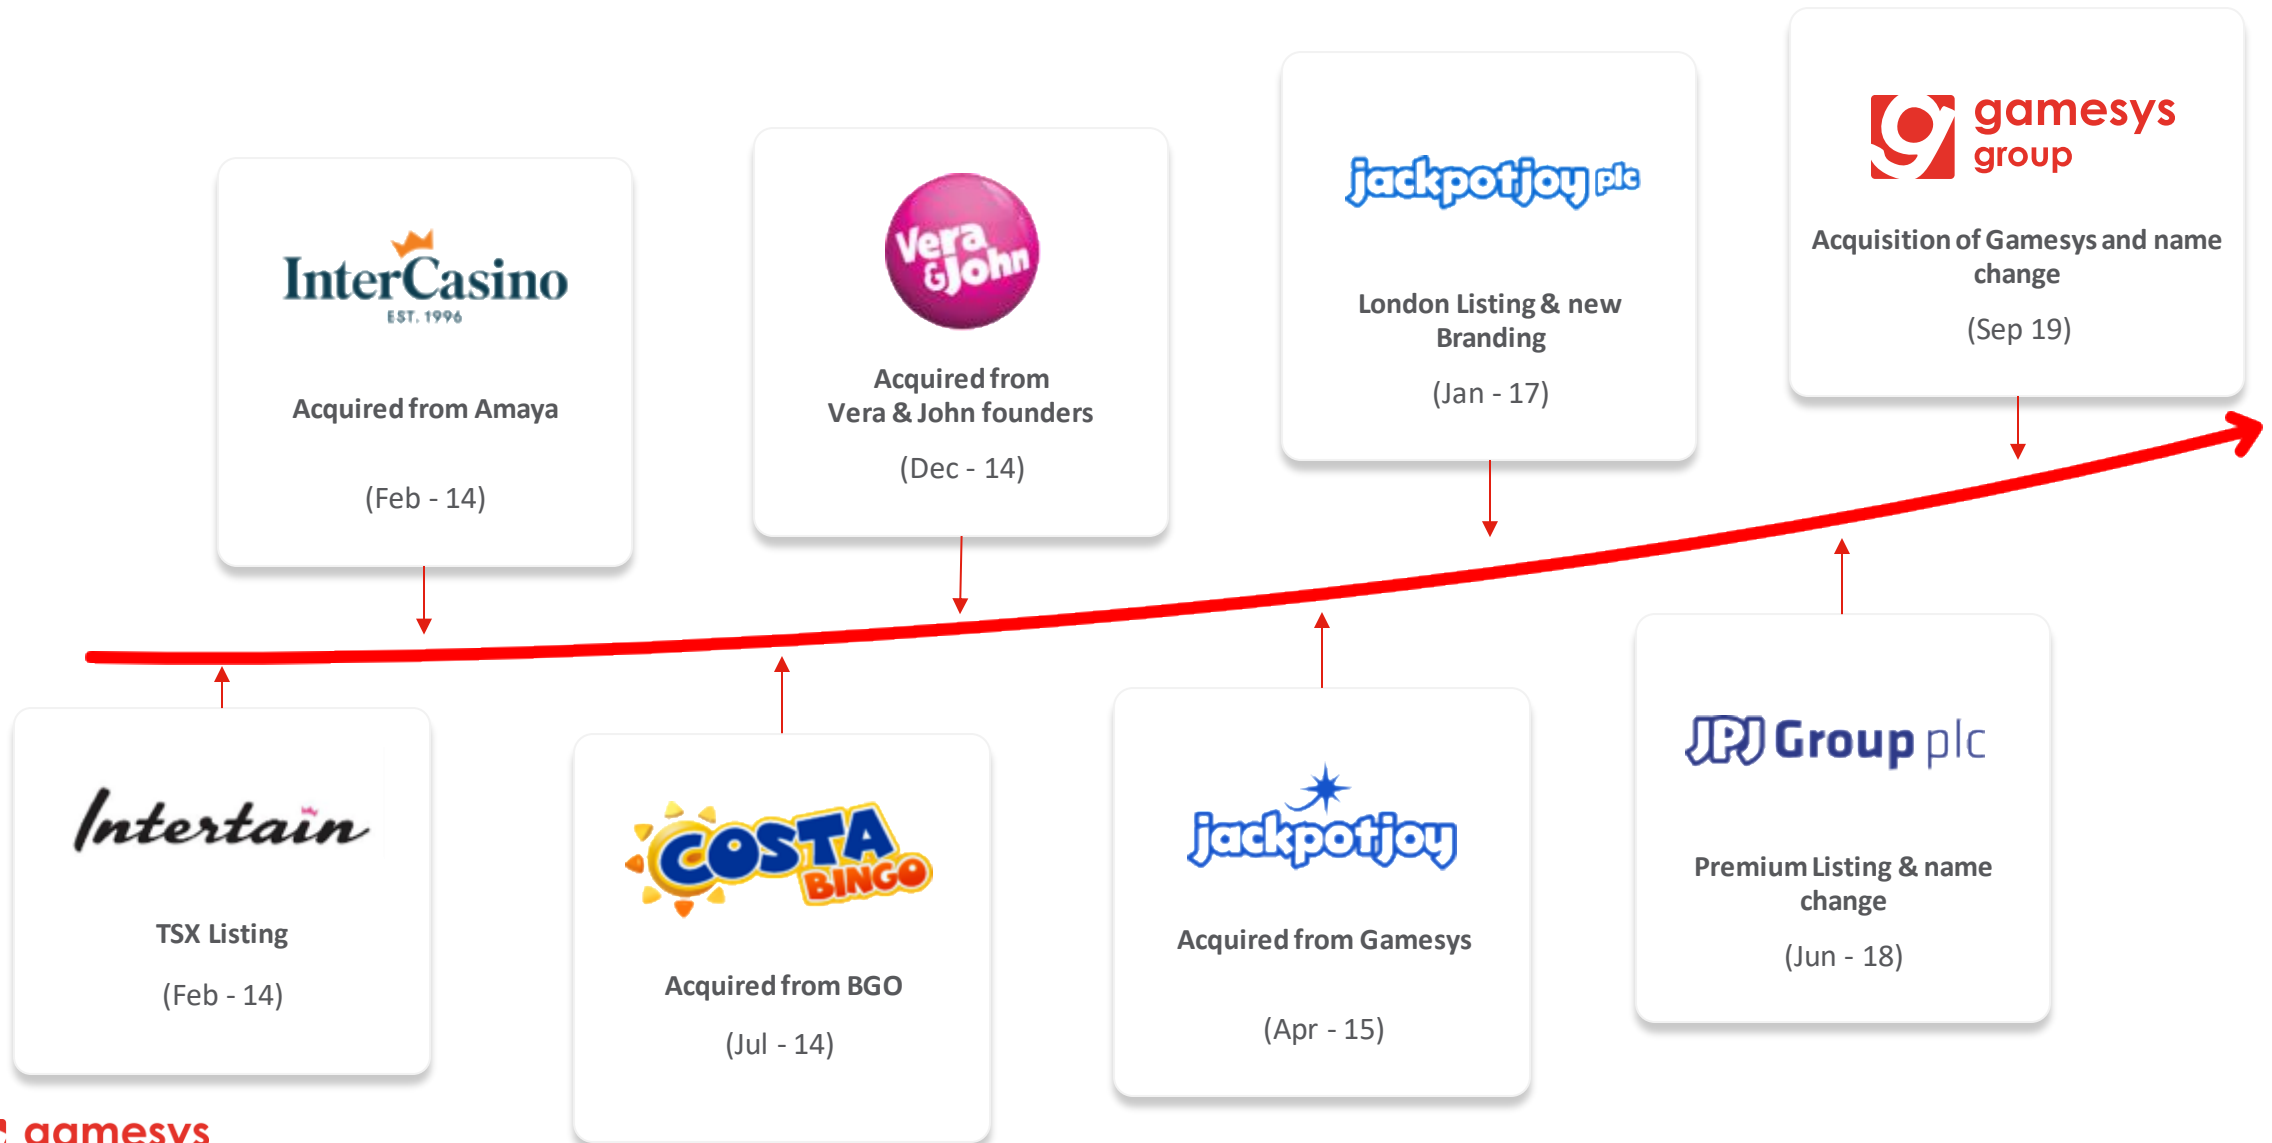 Intertain
TSX Listing
(Feb - 14)
InterCasino
EST. 1996
Acquired from Amaya
(Feb - 14)
COSTA
BINGO
Acquired from BGO
(Jul - 14)
Vera
&John
Acquired from
Vera & John founders
(Dec - 14)
jackpotjoy
Acquired from Gamesys
(Apr - 15)
jackpotjoy plc
London Listing & new
Branding
(Jan - 17)
JPJ Group plc
Premium Listing & name
change
(Jun - 18)
gamesys
group
Acquisition of Gamesys and name
change
(Sep 19)
gamesys